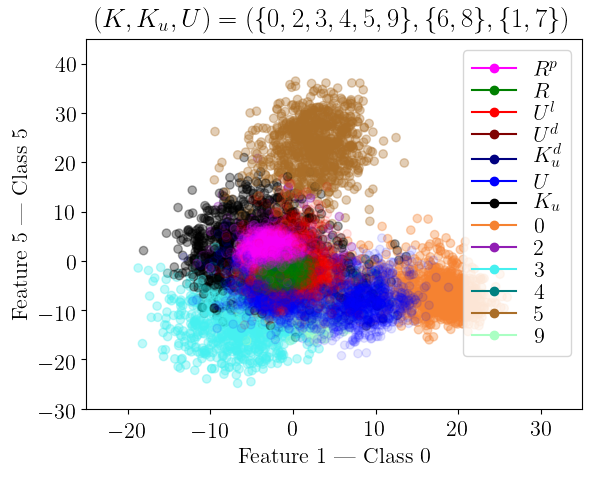 (K, K_u, U) = ({0, 2, 3, 4, 5, 9}, {6, 8}, {1, 7})
40
30
20
10
0
−10
−20
−30
Feature 5 — Class 5
R^p
R
U^l
U^d
K_u^d
U
K_u
0
2
3
4
5
9
−20
−10
0
10
20
30
Feature 1 — Class 0